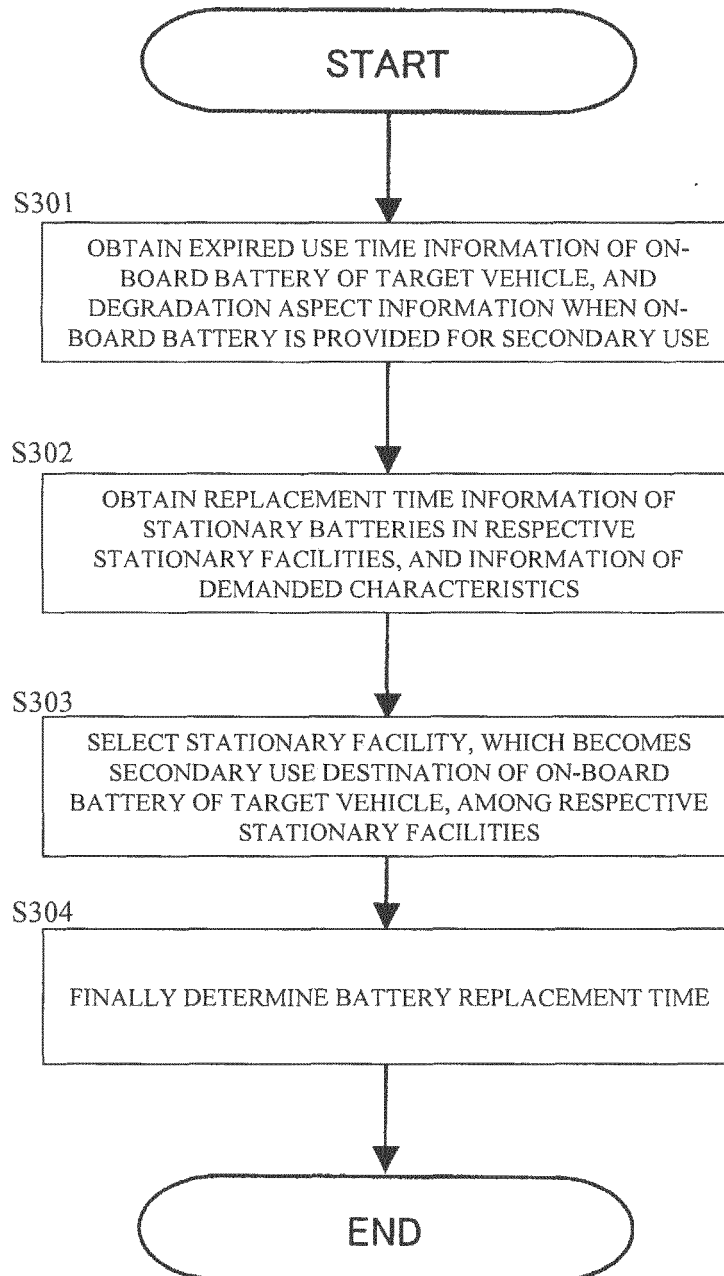 START
S301
OBTAIN EXPIRED USE TIME INFORMATION OF ON-
BOARD BATTERY OF TARGET VEHICLE, AND
DEGRADATION ASPECT INFORMATION WHEN ON-
BOARD BATTERY IS PROVIDED FOR SECONDARY USE
S302
OBTAIN REPLACEMENT TIME INFORMATION OF
STATIONARY BATTERIES IN RESPECTIVE
STATIONARY FACILITIES, AND INFORMATION OF
DEMANDED CHARACTERISTICS
S303
SELECT STATIONARY FACILITY, WHICH BECOMES
SECONDARY USE DESTINATION OF ON-BOARD
BATTERY OF TARGET VEHICLE, AMONG RESPECTIVE
STATIONARY FACILITIES
S304
FINALLY DETERMINE BATTERY REPLACEMENT TIME
END